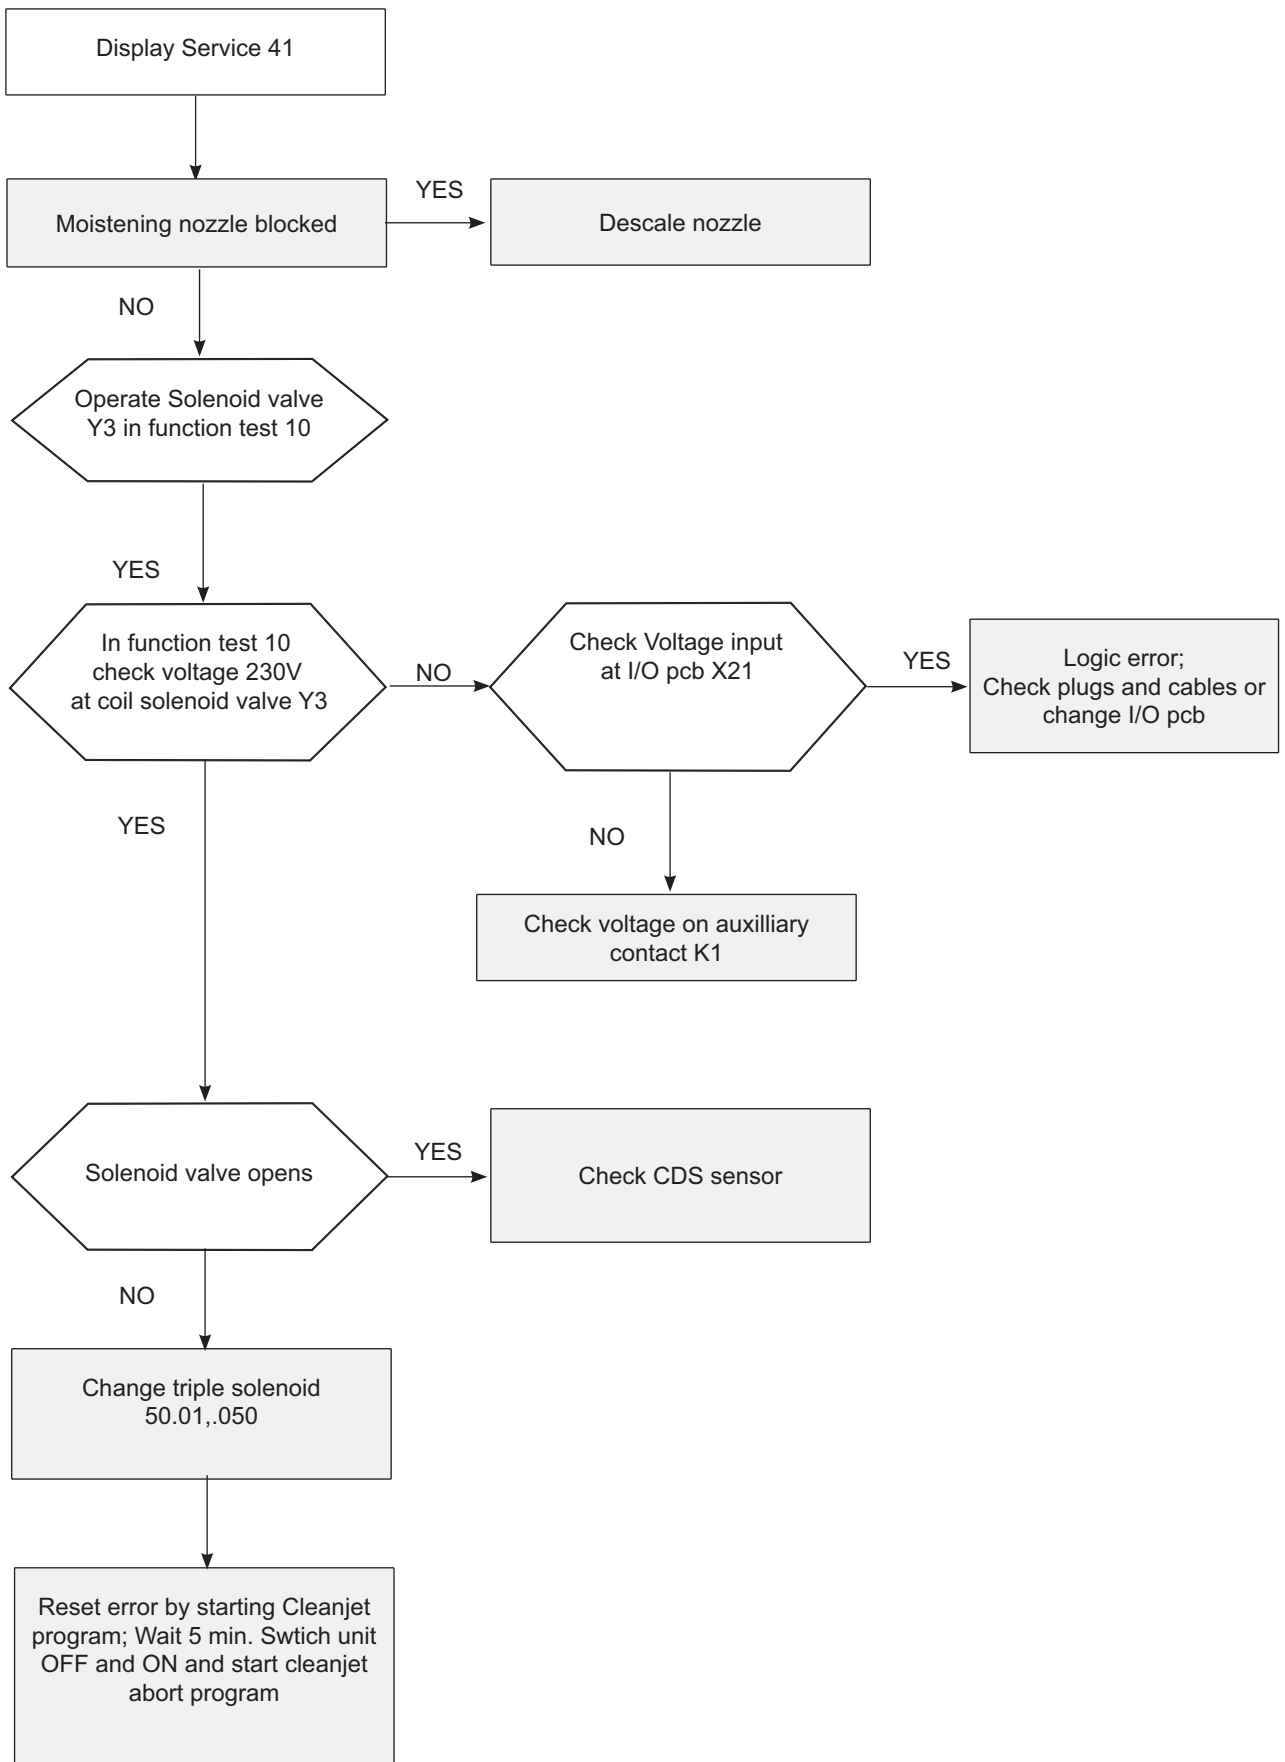 Display Service 41
Moistening nozzle blocked
YES
Descale nozzle
NO
Operate Solenoid valve
Y3 in function test 10
YES
In function test 10
check voltage 230V
at coil solenoid valve Y3
NO
Check Voltage input
at I/O pcb X21
YES
Logic error;
Check plugs and cables or
change I/O pcb
YES
NO
Check voltage on auxilliary
contact K1
Solenoid valve opens
YES
Check CDS sensor
NO
Change triple solenoid
50.01,.050
Reset error by starting Cleanjet
program; Wait 5 min. Swtich unit
OFF and ON and start cleanjet
abort program